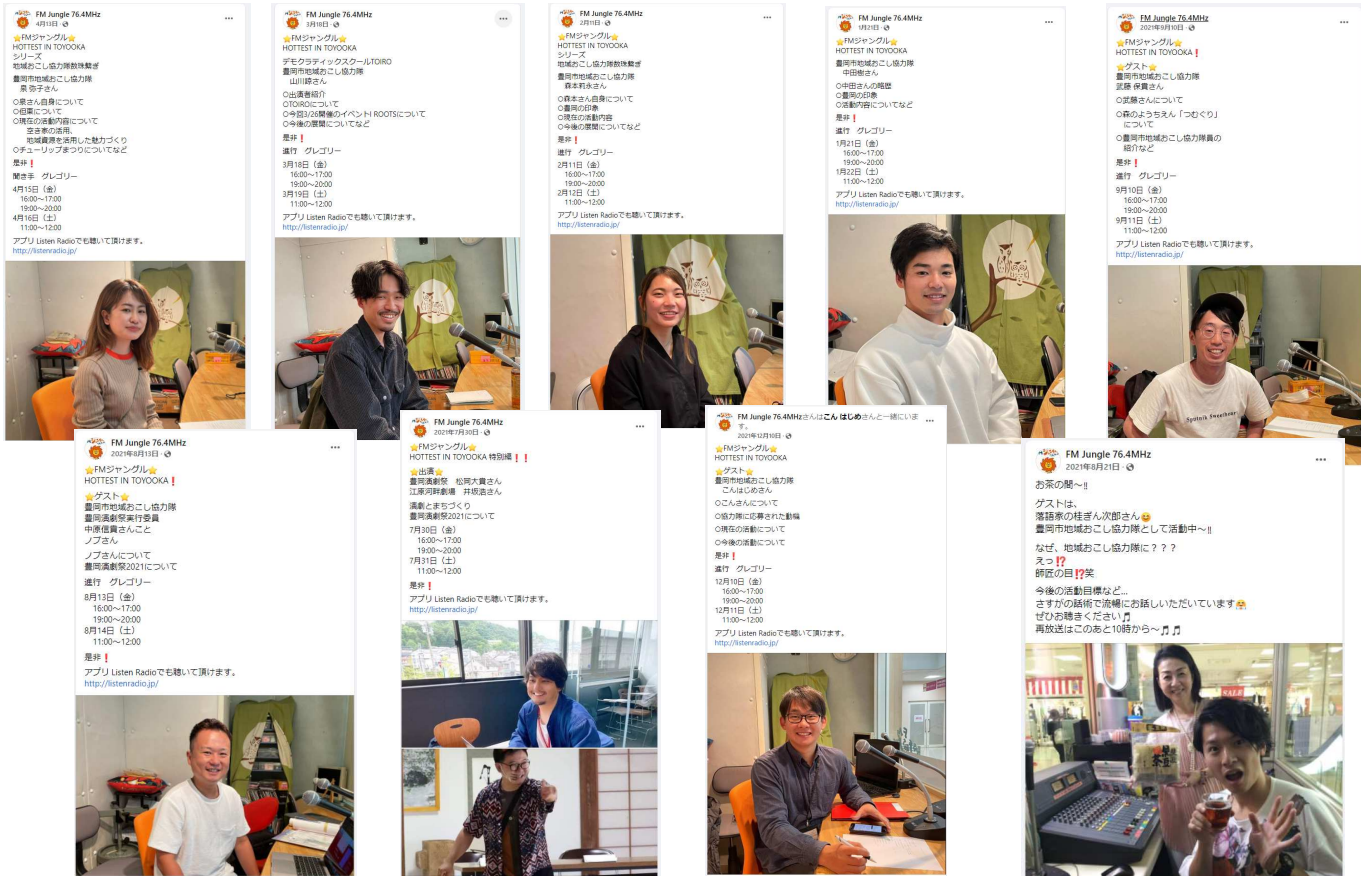 FM Jungle 76.4MHz
4月13日
⭐FMジャングル⭐
HOTTEST IN TOYOOKA
シリーズ
地域おこし協力隊数珠繋ぎ
豊岡市地域おこし協力隊
泉 弥子さん
○泉さん自身について
○但東について
○現在の活動内容について
空き家の活用、
地域資源を活用した魅力づくり
○チューリップまつりについてなど
是非❗
聞き手 グレゴリー
4月15日（金）
16:00〜17:00
19:00〜20:00
4月16日（土）
11:00〜12:00
アプリ Listen Radioでも聴いて頂けます。
http://listenradio.jp/
FM Jungle 76.4MHz
3月18日
⭐FMジャングル⭐
HOTTEST IN TOYOOKA
デモクラティックスクールTOIRO
豊岡市地域おこし協力隊
山川諒さん
○出演者紹介
○TOIROについて
○今回3/26開催のイベントI ROOTSについて
○今後の展開についてなど
是非❗
進行 グレゴリー
3月18日（金）
16:00〜17:00
19:00〜20:00
3月19日（土）
11:00〜12:00
アプリ Listen Radioでも聴いて頂けます。
http://listenradio.jp/
FM Jungle 76.4MHz
2月11日
⭐FMジャングル⭐
HOTTEST IN TOYOOKA
シリーズ
地域おこし協力隊数珠繋ぎ
豊岡市地域おこし協力隊
森本莉永さん
○森本さん自身について
○豊岡の印象
○現在の活動内容
○今後の展開についてなど
是非❗
進行 グレゴリー
2月11日（金）
16:00〜17:00
19:00〜20:00
2月12日（土）
11:00〜12:00
アプリ Listen Radioでも聴いて頂けます。
http://listenradio.jp/
FM Jungle 76.4MHz
1月21日
⭐FMジャングル⭐
HOTTEST IN TOYOOKA
豊岡市地域おこし協力隊
中田樹さん
○中田さんの略歴
○豊岡の印象
○活動内容についてなど
是非❗
進行 グレゴリー
1月21日（金）
16:00〜17:00
19:00〜20:00
1月22日（土）
11:00〜12:00
アプリ Listen Radioでも聴いて頂けます。
http://listenradio.jp/
FM Jungle 76.4MHz
2021年9月10日
⭐FMジャングル⭐
HOTTEST IN TOYOOKA❗
⭐ゲスト⭐
豊岡市地域おこし協力隊
武藤 保貴さん
○武藤さんについて
○森のようちえん「つむぐり」
について
○豊岡市地域おこし協力隊員の
紹介など
是非❗
進行 グレゴリー
9月10日（金）
16:00〜17:00
19:00〜20:00
9月11日（土）
11:00〜12:00
アプリ Listen Radioでも聴いて頂けます。
http://listenradio.jp/
Sputnik Sweetheart
FM Jungle 76.4MHz
2021年8月13日
⭐FMジャングル⭐
HOTTEST IN TOYOOKA❗
⭐ゲスト⭐
豊岡市地域おこし協力隊
豊岡演劇祭実行委員
中原信貴さんこと
ノブさん
ノブさんについて
豊岡演劇祭2021について
進行 グレゴリー
8月13日（金）
16:00〜17:00
19:00〜20:00
8月14日（土）
11:00〜12:00
是非❗
アプリ Listen Radioでも聴いて頂けます。
http://listenradio.jp/
FM Jungle 76.4MHz
2021年7月30日
⭐FMジャングル⭐
HOTTEST IN TOYOOKA 特別編❗❗
⭐出演⭐
豊岡演劇祭 松岡大貴さん
江原河畔劇場 井坂浩さん
演劇とまちづくり
豊岡演劇祭2021について
7月30日（金）
16:00〜17:00
19:00〜20:00
7月31日（土）
11:00〜12:00
是非❗
アプリ Listen Radioでも聴いて頂けます。
http://listenradio.jp/
FM Jungle 76.4MHzさんはこん はじめさんと一緒にいま
す。
2021年12月10日
⭐FMジャングル⭐
HOTTEST IN TOYOOKA
⭐ゲスト⭐
豊岡市地域おこし協力隊
こんはじめさん
○こんさんについて
○協力隊に応募された動機
○現在の活動について
○今後の活動について
是非❗
進行 グレゴリー
12月10日（金）
16:00〜17:00
19:00〜20:00
12月11日（土）
11:00〜12:00
アプリ Listen Radioでも聴いて頂けます。
http://listenradio.jp/
FM Jungle 76.4MHz
2021年8月21日
お茶の間〜‼
ゲストは、
落語家の桂ぎん次郎さん😄
豊岡市地域おこし協力隊として活動中〜‼
なぜ、地域おこし協力隊に？？？
えっ⁉
師匠の目⁉笑
今後の活動目標など...
さすがの話術で流暢にお話しいただいています🤗
ぜひお聴きください🎵
再放送はこのあと10時から〜🎵🎵
SALE